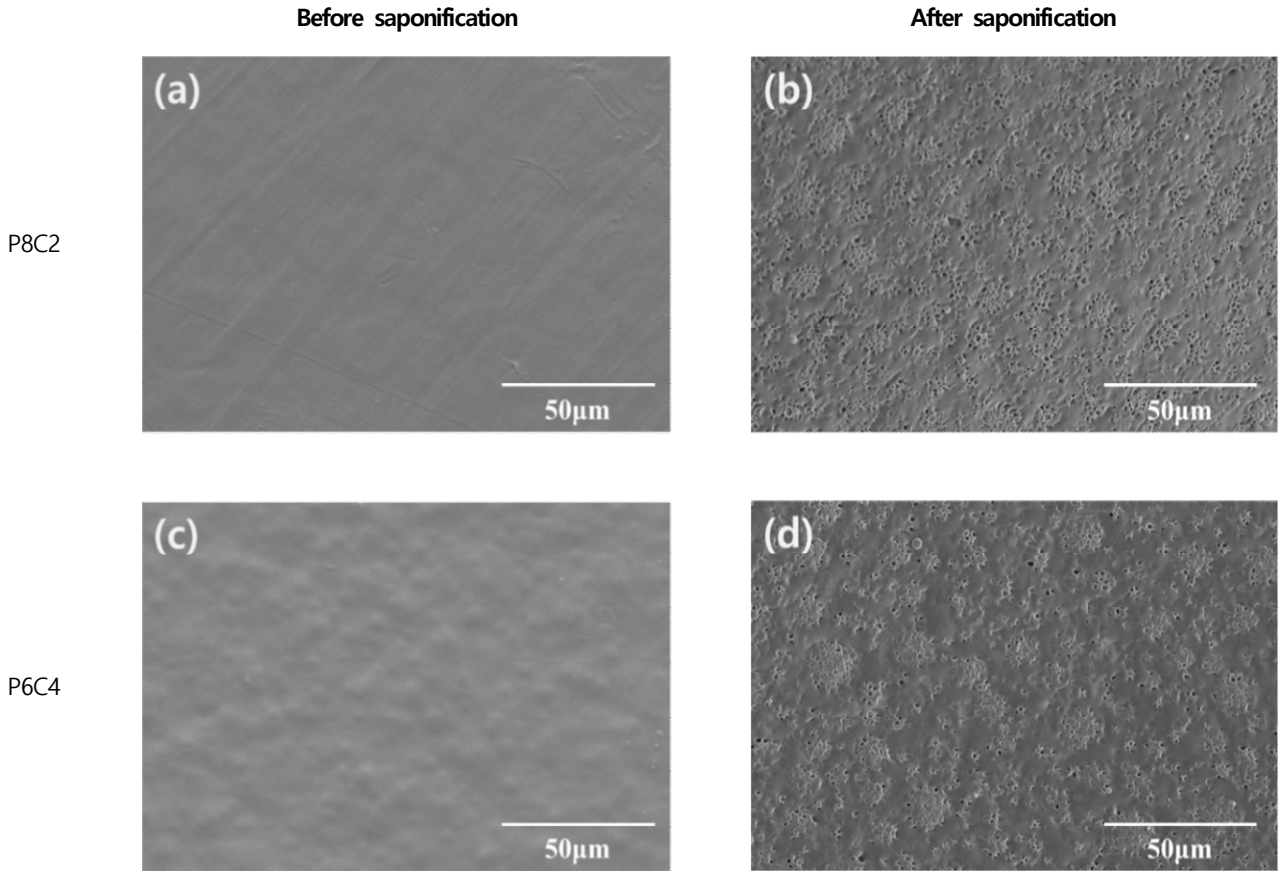 Before saponification After saponification
(a) (b)
P8C2
50μm 50μm
(c) (d)
P6C4
50μm 50μm